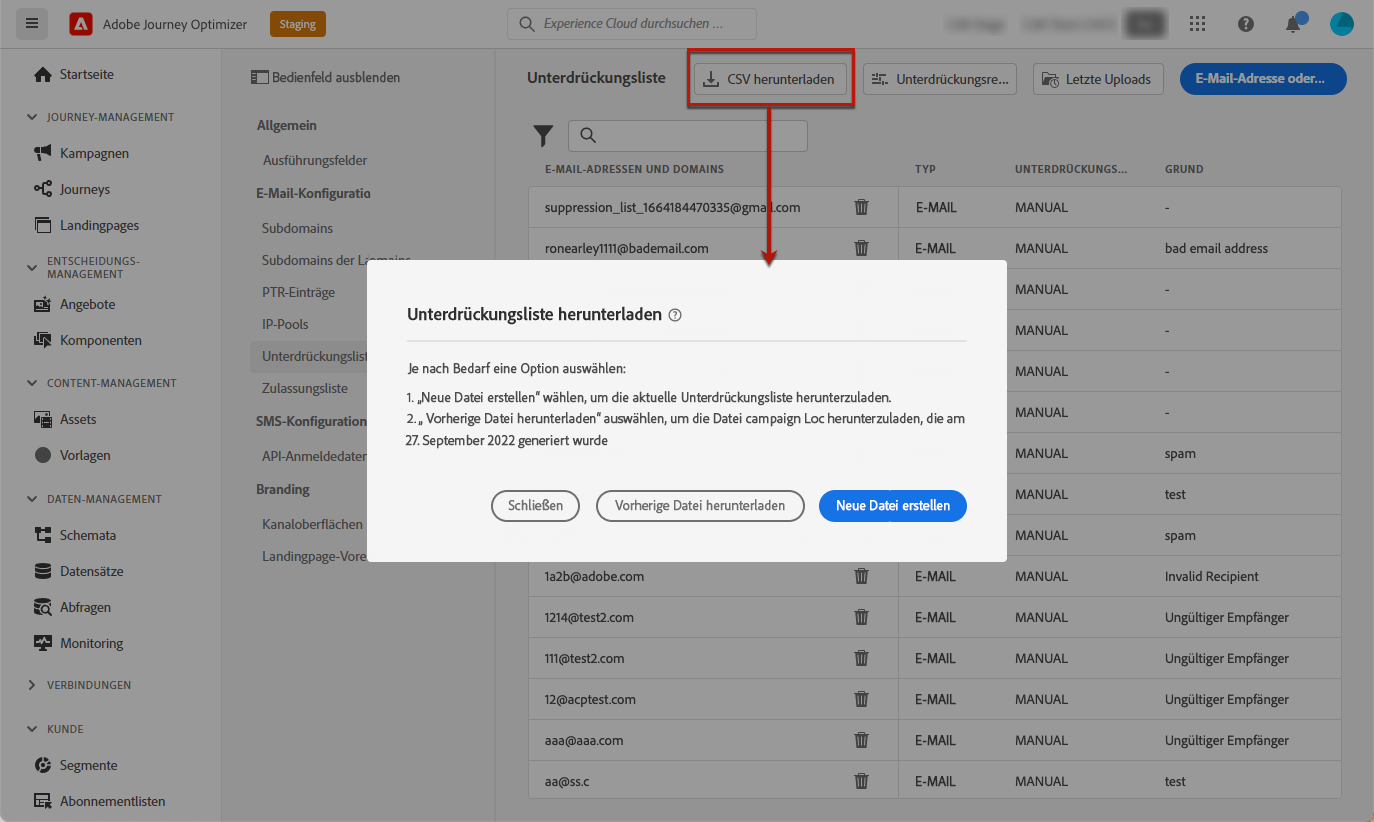 Adobe Journey Optimizer
Staging
Experience Cloud durchsuchen ...
Startseite
JOURNEY-MANAGEMENT
Kampagnen
Journeys
Landingpages
ENTSCHEIDUNGS-
MANAGEMENT
Angebote
Komponenten
CONTENT-MANAGEMENT
Assets
Vorlagen
DATEN-MANAGEMENT
Schemata
Datensätze
Abfragen
Monitoring
VERBINDUNGEN
KUNDE
Segmente
Abonnementlisten
Bedienfeld ausblenden
Allgemein
Ausführungsfelder
E-Mail-Konfiguratio
Subdomains
Subdomains der
PTR-Einträge
IP-Pools
Unterdrückungslist
Zulassungsliste
SMS-Konfiguration
API-Anmeldedaten
Branding
Kanaloberflächen
Landingpage-Vore
Unterdrückungsliste
CSV herunterladen
Unterdrückungsre...
Letzte Uploads
E-Mail-Adresse oder...
E-MAIL-ADRESSEN UND DOMAINS TYP UNTERDRÜCKUNGS... GRUND
suppression_list_1664184470335@gmail.com E-MAIL MANUAL -
ronearley1111@bademail.com E-MAIL MANUAL bad email address
MANUAL -
MANUAL -
MANUAL -
MANUAL -
MANUAL spam
MANUAL test
MANUAL spam
1a2b@adobe.com E-MAIL MANUAL Invalid Recipient
1214@test2.com E-MAIL MANUAL Ungültiger Empfänger
111@test2.com E-MAIL MANUAL Ungültiger Empfänger
12@acptest.com E-MAIL MANUAL Ungültiger Empfänger
aaa@aaa.com E-MAIL MANUAL Ungültiger Empfänger
aa@ss.c E-MAIL MANUAL test
Unterdrückungsliste herunterladen
Je nach Bedarf eine Option auswählen:
1. „Neue Datei erstellen“ wählen, um die aktuelle Unterdrückungsliste herunterzuladen.
2. „ Vorherige Datei herunterladen“ auswählen, um die Datei campaign Loc herunterzuladen, die am
27. September 2022 generiert wurde
Schließen
Vorherige Datei herunterladen
Neue Datei erstellen